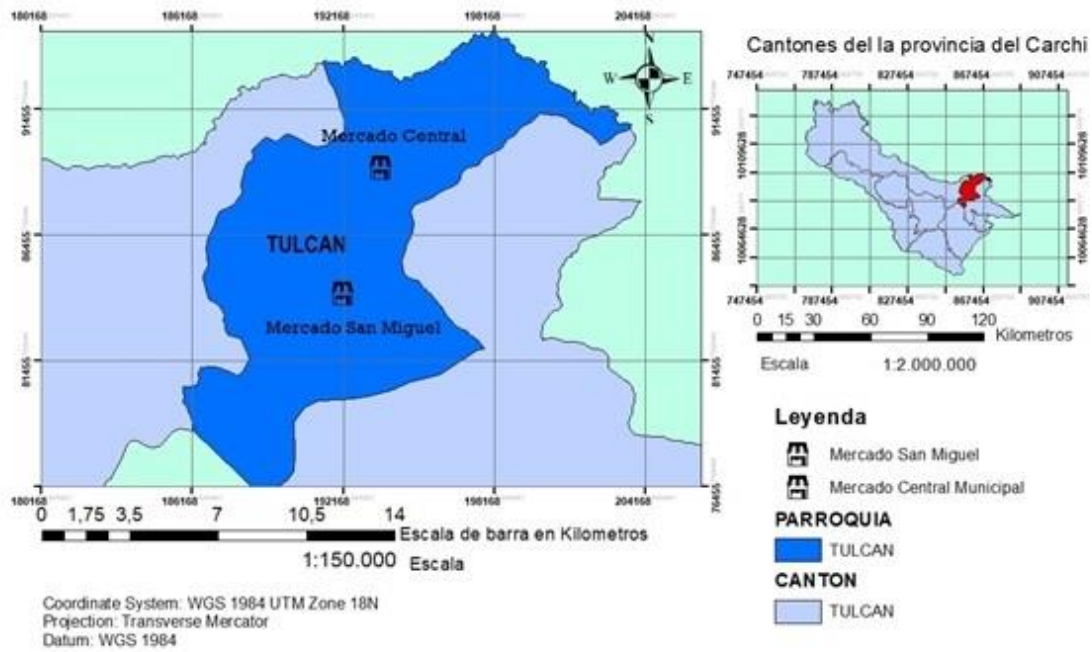 180168 186168 192168 198168 204168
91455
86455
81455
76455
91455
86455
81455
76455
N
W E
S
Mercado Central
TULCAN
Mercado San Miguel
180168 186168 192168 198168 204168
0 1,75 3,5 7 10,5 14
Escala de barra en Kilometros
1:150.000 Escala
Coordinate System: WGS 1984 UTM Zone 18N
Projection: Transverse Mercator
Datum: WGS 1984
Cantones del la provincia del Carchi
747454 787454 827454 867454 907454
10109628
10064628
10109628
10064628
747454 787454 827454 867454 907454
0 15 30 60 90 120
Kilometros
Escala 1:2.000.000
Leyenda
Mercado San Miguel
Mercado Central Municipal
PARROQUIA
TULCAN
CANTON
TULCAN